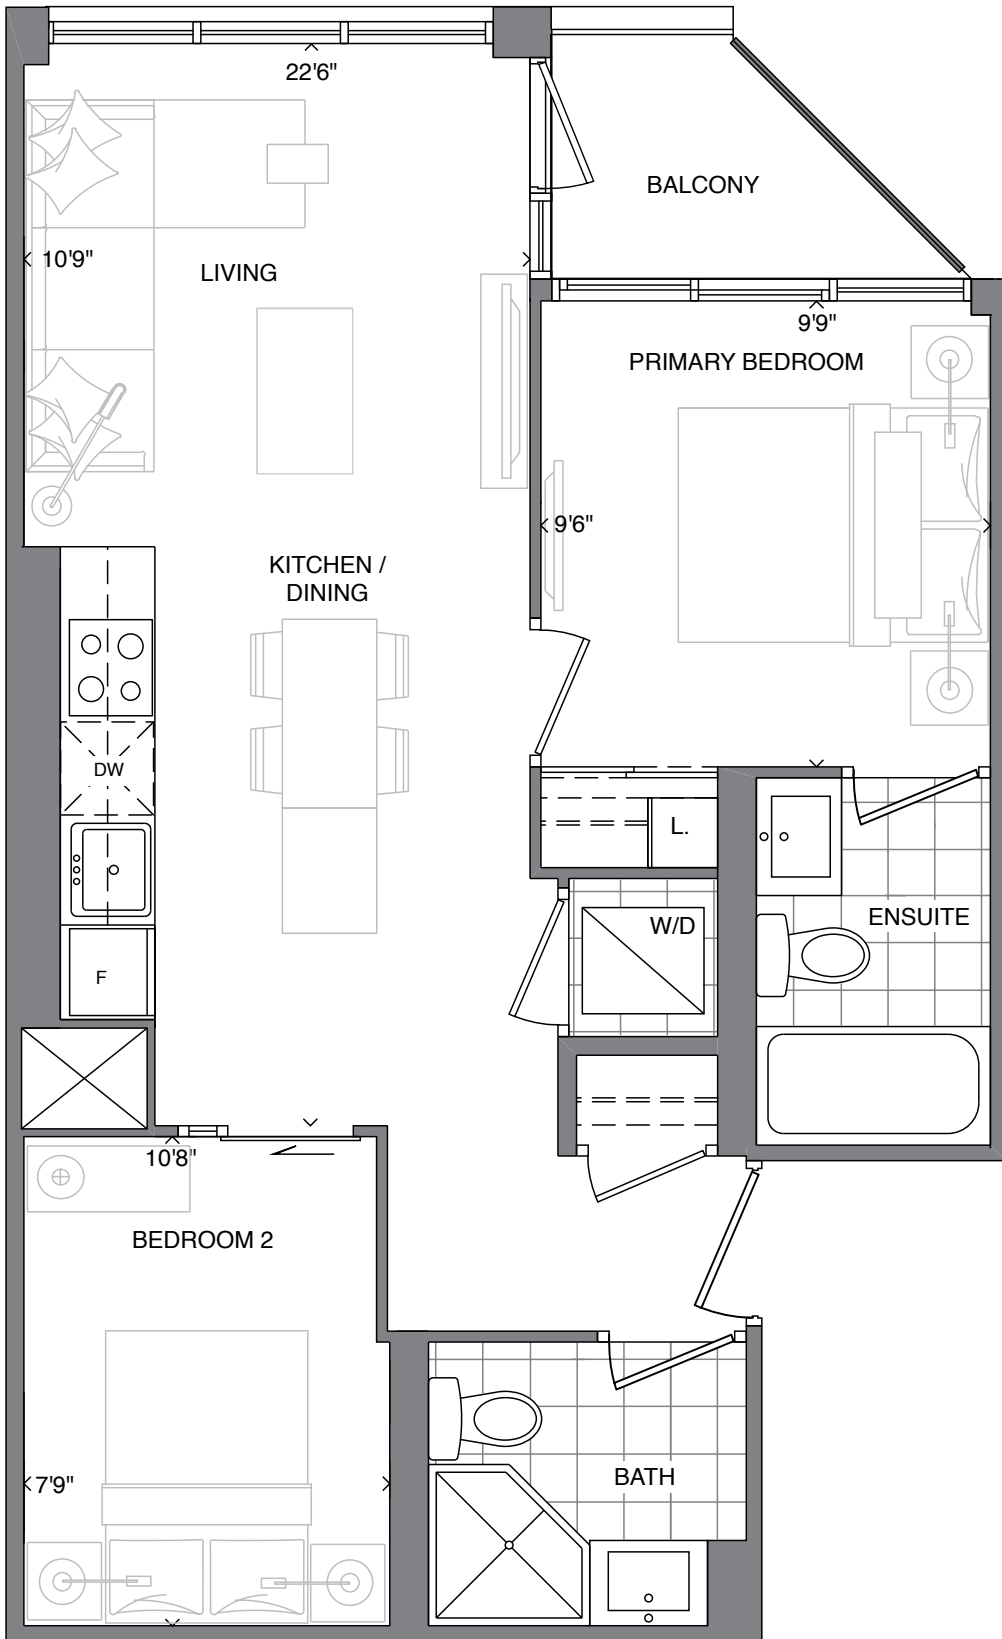 22'6"
BALCONY
10'9"
LIVING
9'9"
PRIMARY BEDROOM
9'6"
KITCHEN /
DINING
DW
L.
W/D
ENSUITE
F
10'8"
BEDROOM 2
7'9"
BATH